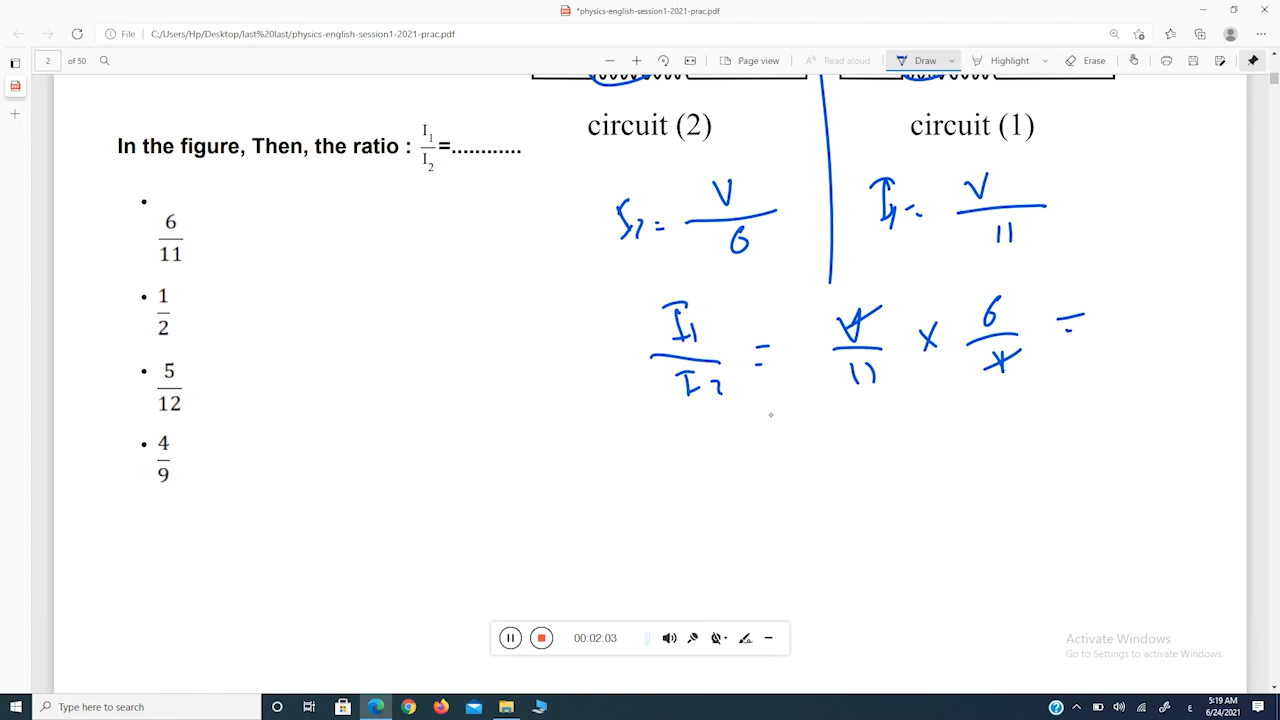 *physics-english-session1-2021-prac.pdf
File C:/Users/Hp/Desktop/last%20last/physics-english-session1-2021-prac.pdf
2 of 50
Page view
Read aloud
Draw
Highlight
Erase
circuit (2)
circuit (1)
In the figure, Then, the ratio : I₁/I₂=............
• 6/11
• 1/2
• 5/12
• 4/9
I₂ = V/6
I₁ = V/11
I₁/I₂ = V/11 x 6/V =
00:02:03
Activate Windows
Go to Settings to activate Windows.
Type here to search
5:19 AM
6/24/2021